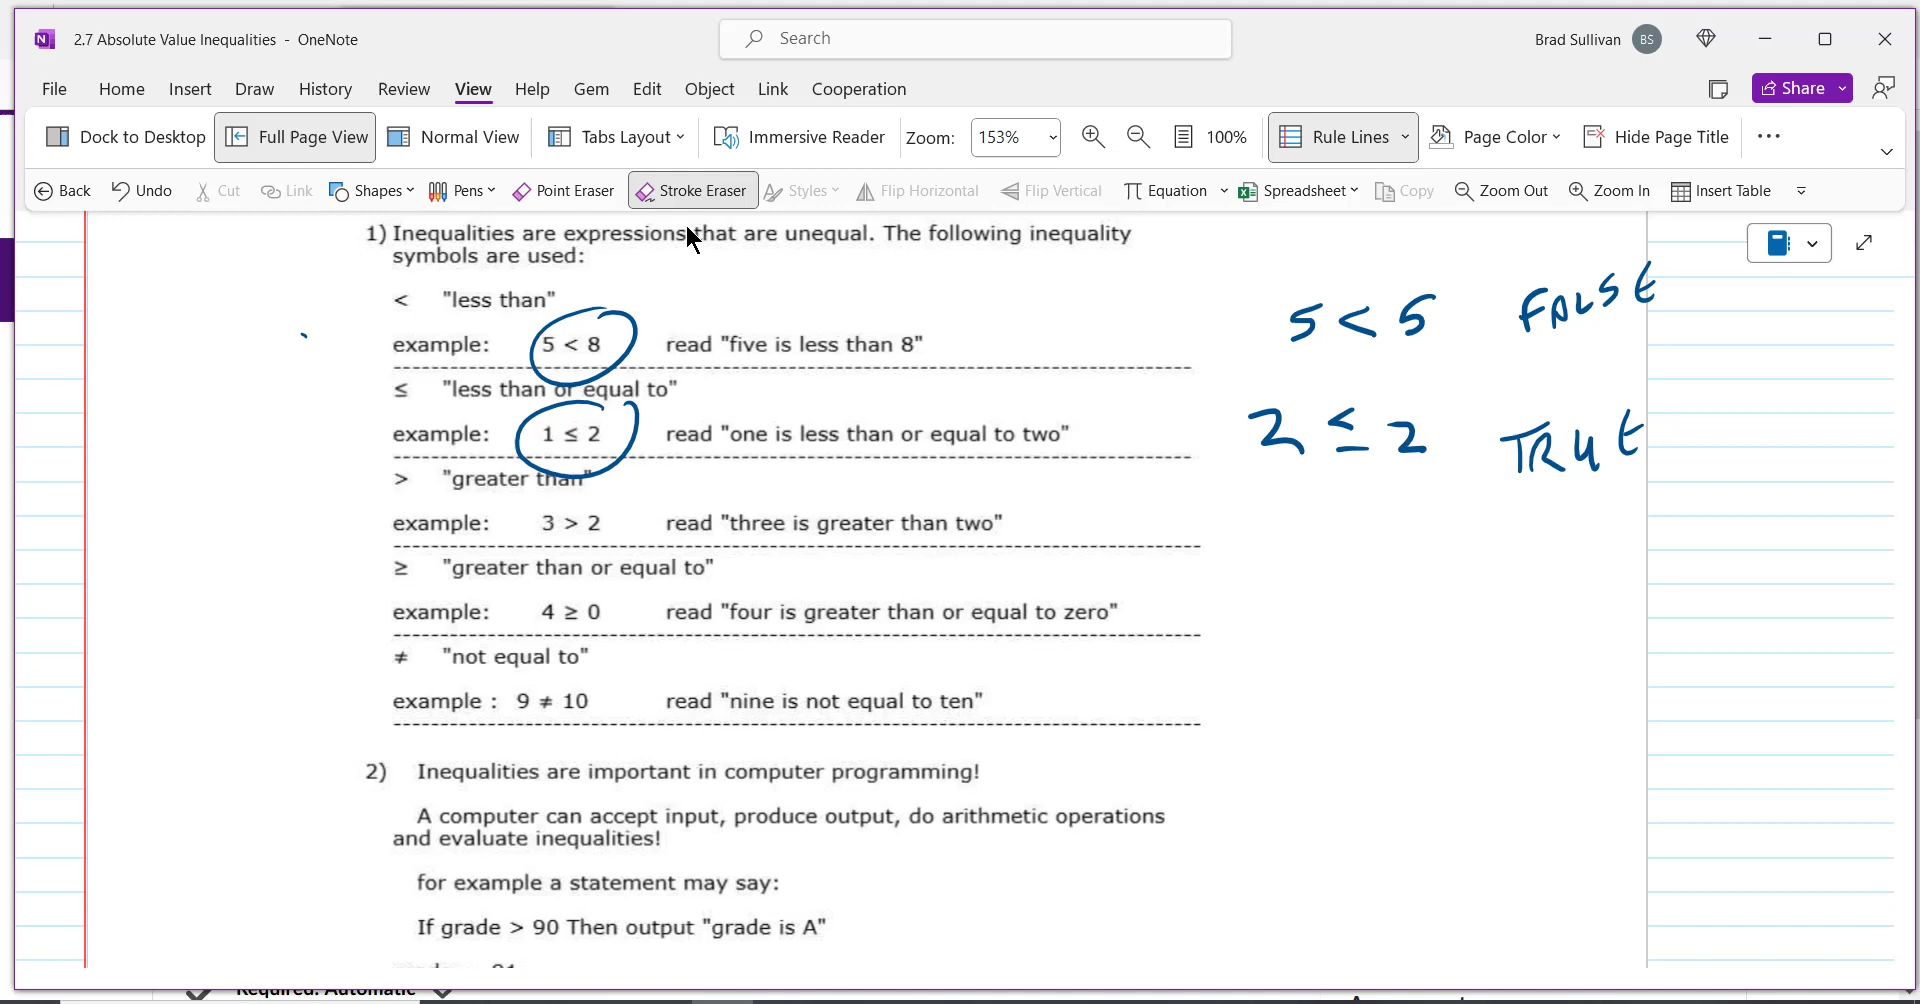 2.7 Absolute Value Inequalities - OneNote
Search
Brad Sullivan BS
File Home Insert Draw History Review View Help Gem Edit Object Link Cooperation Share
Dock to Desktop Full Page View Normal View Tabs Layout Immersive Reader Zoom: 153% 100% Rule Lines Page Color Hide Page Title ...
Back Undo Cut Link Shapes Pens Point Eraser Stroke Eraser Styles Flip Horizontal Flip Vertical Equation Spreadsheet Copy Zoom Out Zoom In Insert Table
1) Inequalities are expressions that are unequal. The following inequality
symbols are used:
< "less than"
5 < 5 FALSE
example: 5 < 8 read "five is less than 8"
≤ "less than or equal to"
example: 1 ≤ 2 read "one is less than or equal to two"
2 ≤ 2 TRUE
> "greater than"
example: 3 > 2 read "three is greater than two"
≥ "greater than or equal to"
example: 4 ≥ 0 read "four is greater than or equal to zero"
≠ "not equal to"
example : 9 ≠ 10 read "nine is not equal to ten"
2) Inequalities are important in computer programming!
A computer can accept input, produce output, do arithmetic operations
and evaluate inequalities!
for example a statement may say:
If grade > 90 Then output "grade is A"
Required: Automatic